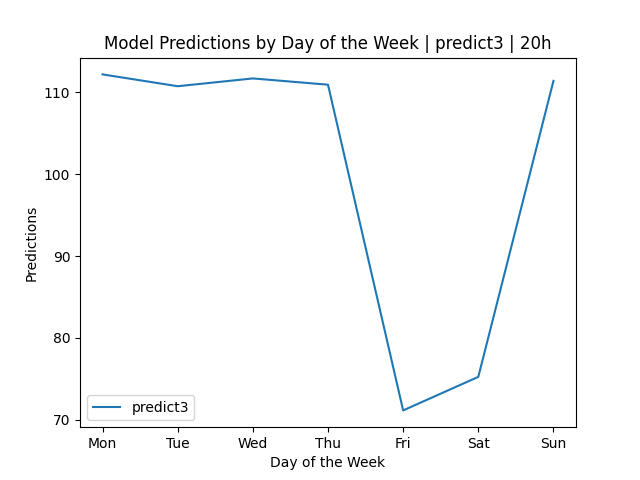 Model Predictions by Day of the Week | predict3 | 20h
Predictions
110
100
90
80
70
predict3
Mon Tue Wed Thu Fri Sat Sun
Day of the Week